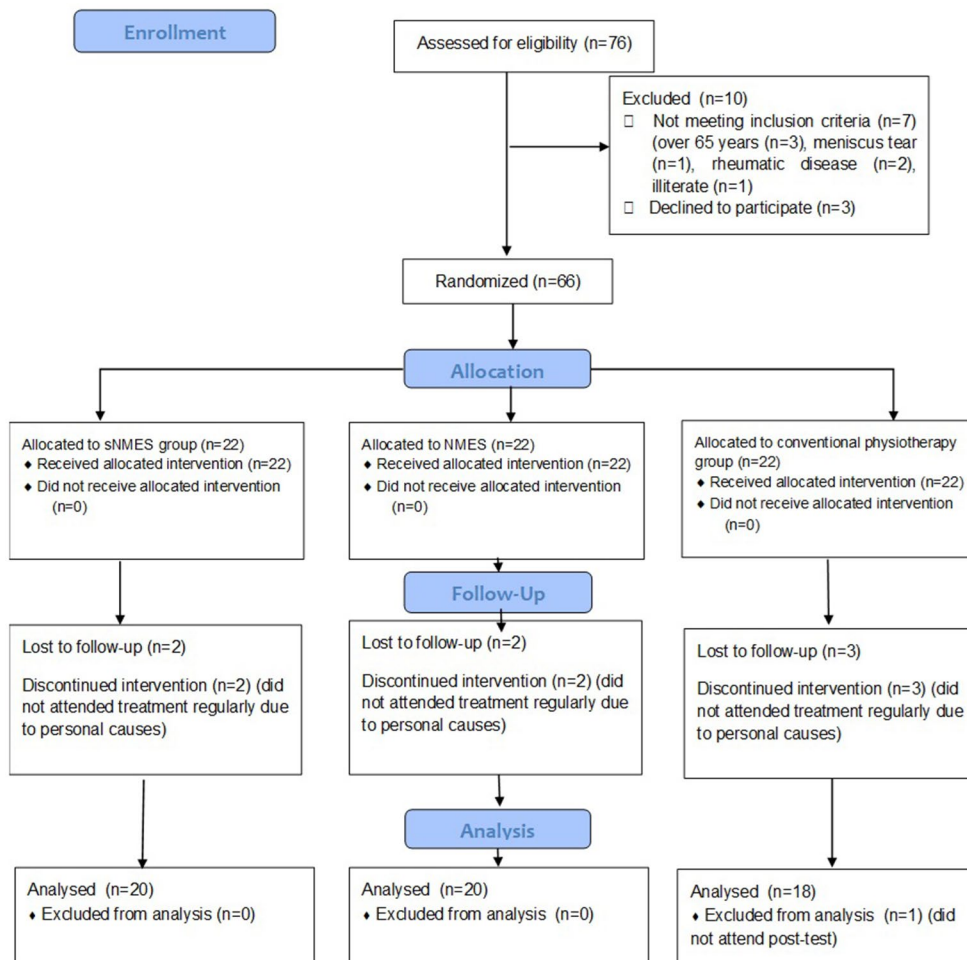 Enrollment
Assessed for eligibility (n=76)
Excluded (n=10)
Not meeting inclusion criteria (n=7)
(over 65 years (n=3), meniscus tear
(n=1), rheumatic disease (n=2),
illiterate (n=1)
Declined to participate (n=3)
Randomized (n=66)
Allocation
Allocated to sNMES group (n=22)
♦ Received allocated intervention (n=22)
♦ Did not receive allocated intervention
(n=0)
Allocated to NMES (n=22)
♦ Received allocated intervention (n=22)
♦ Did not receive allocated intervention
(n=0)
Allocated to conventional physiotherapy
group (n=22)
♦ Received allocated intervention (n=22)
♦ Did not receive allocated intervention
(n=0)
Follow-Up
Lost to follow-up (n=2)
Discontinued intervention (n=2) (did
not attended treatment regularly due
to personal causes)
Lost to follow-up (n=2)
Discontinued intervention (n=2) (did
not attended treatment regularly due
to personal causes)
Lost to follow-up (n=3)
Discontinued intervention (n=3) (did
not attended treatment regularly due
to personal causes)
Analysis
Analysed (n=20)
♦ Excluded from analysis (n=0)
Analysed (n=20)
♦ Excluded from analysis (n=0)
Analysed (n=18)
♦ Excluded from analysis (n=1) (did
not attend post-test)